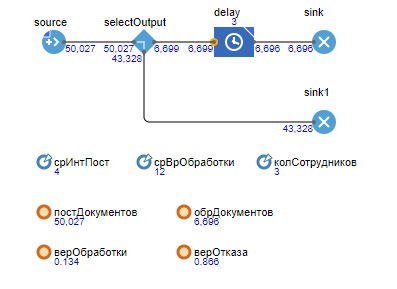 source
selectOutput
delay
3
sink
50,027
50,027
6,699
6,699
6,696
6,696
43,328
sink1
43,328
срИнтПост
4
срВрОбработки
12
колСотрудников
3
постДокументов
50,027
обрДокументов
6,696
верОбработки
0.134
верОтказа
0.866